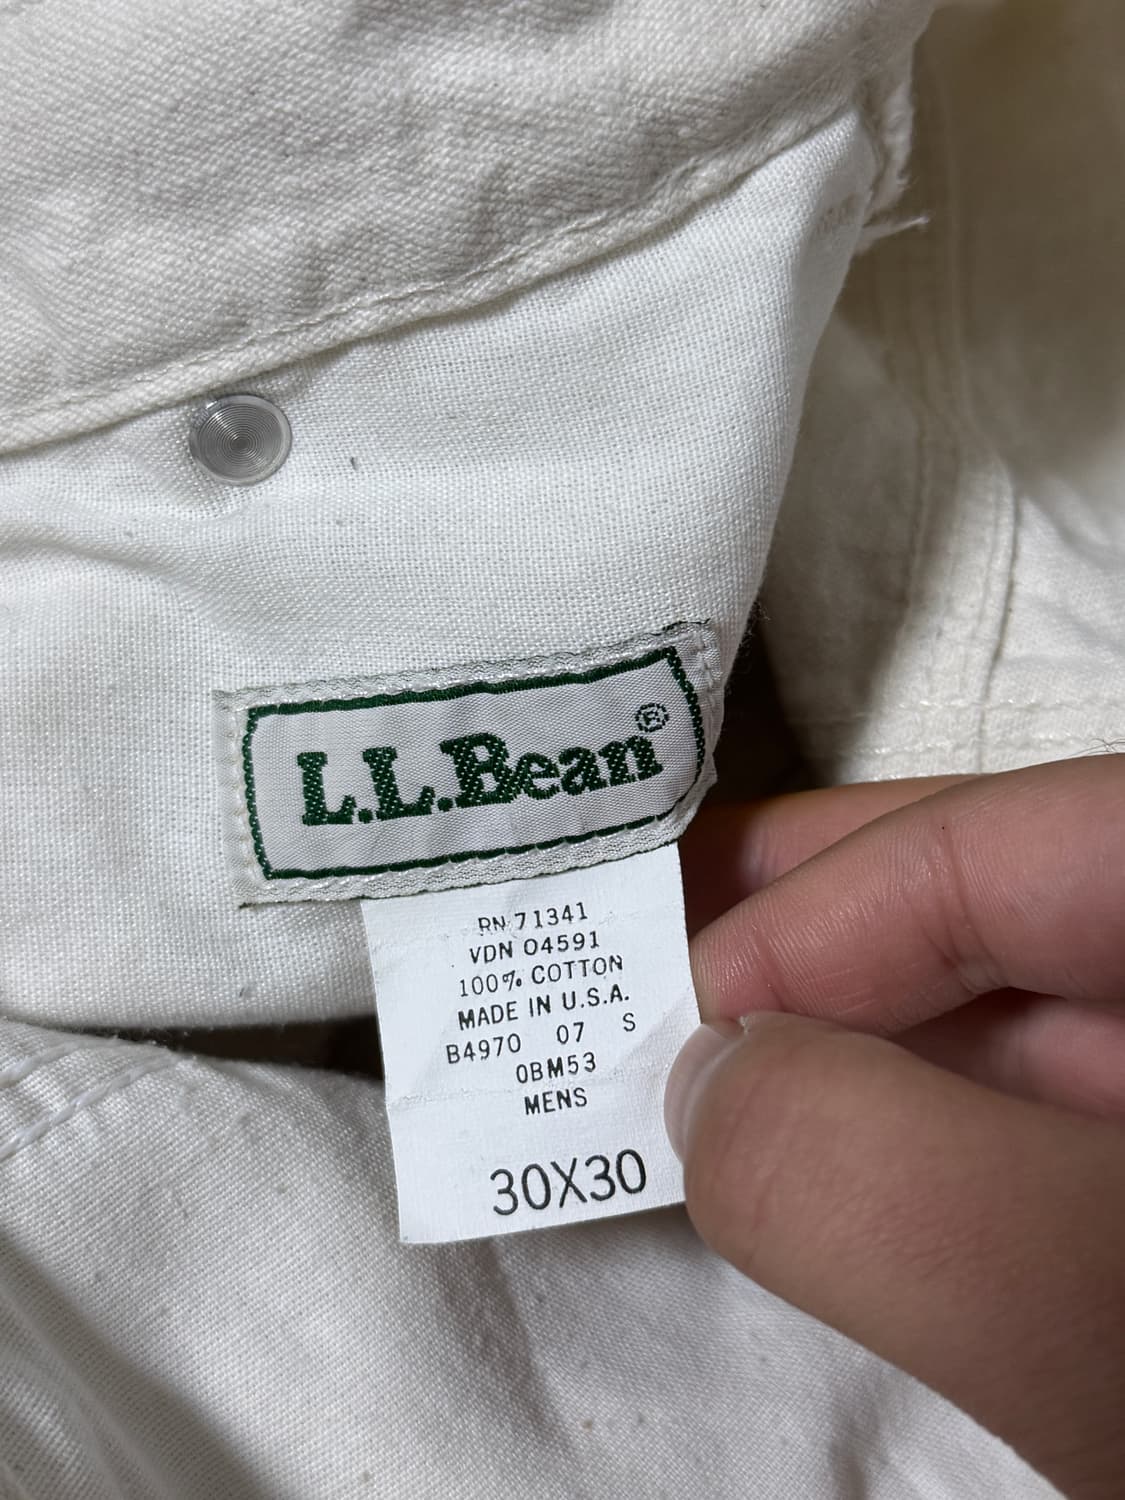 L.L.Bean®
RN 71341
VDN 04591
100% COTTON
MADE IN U.S.A.
B4970 07 S
0BM53
MENS
30X30